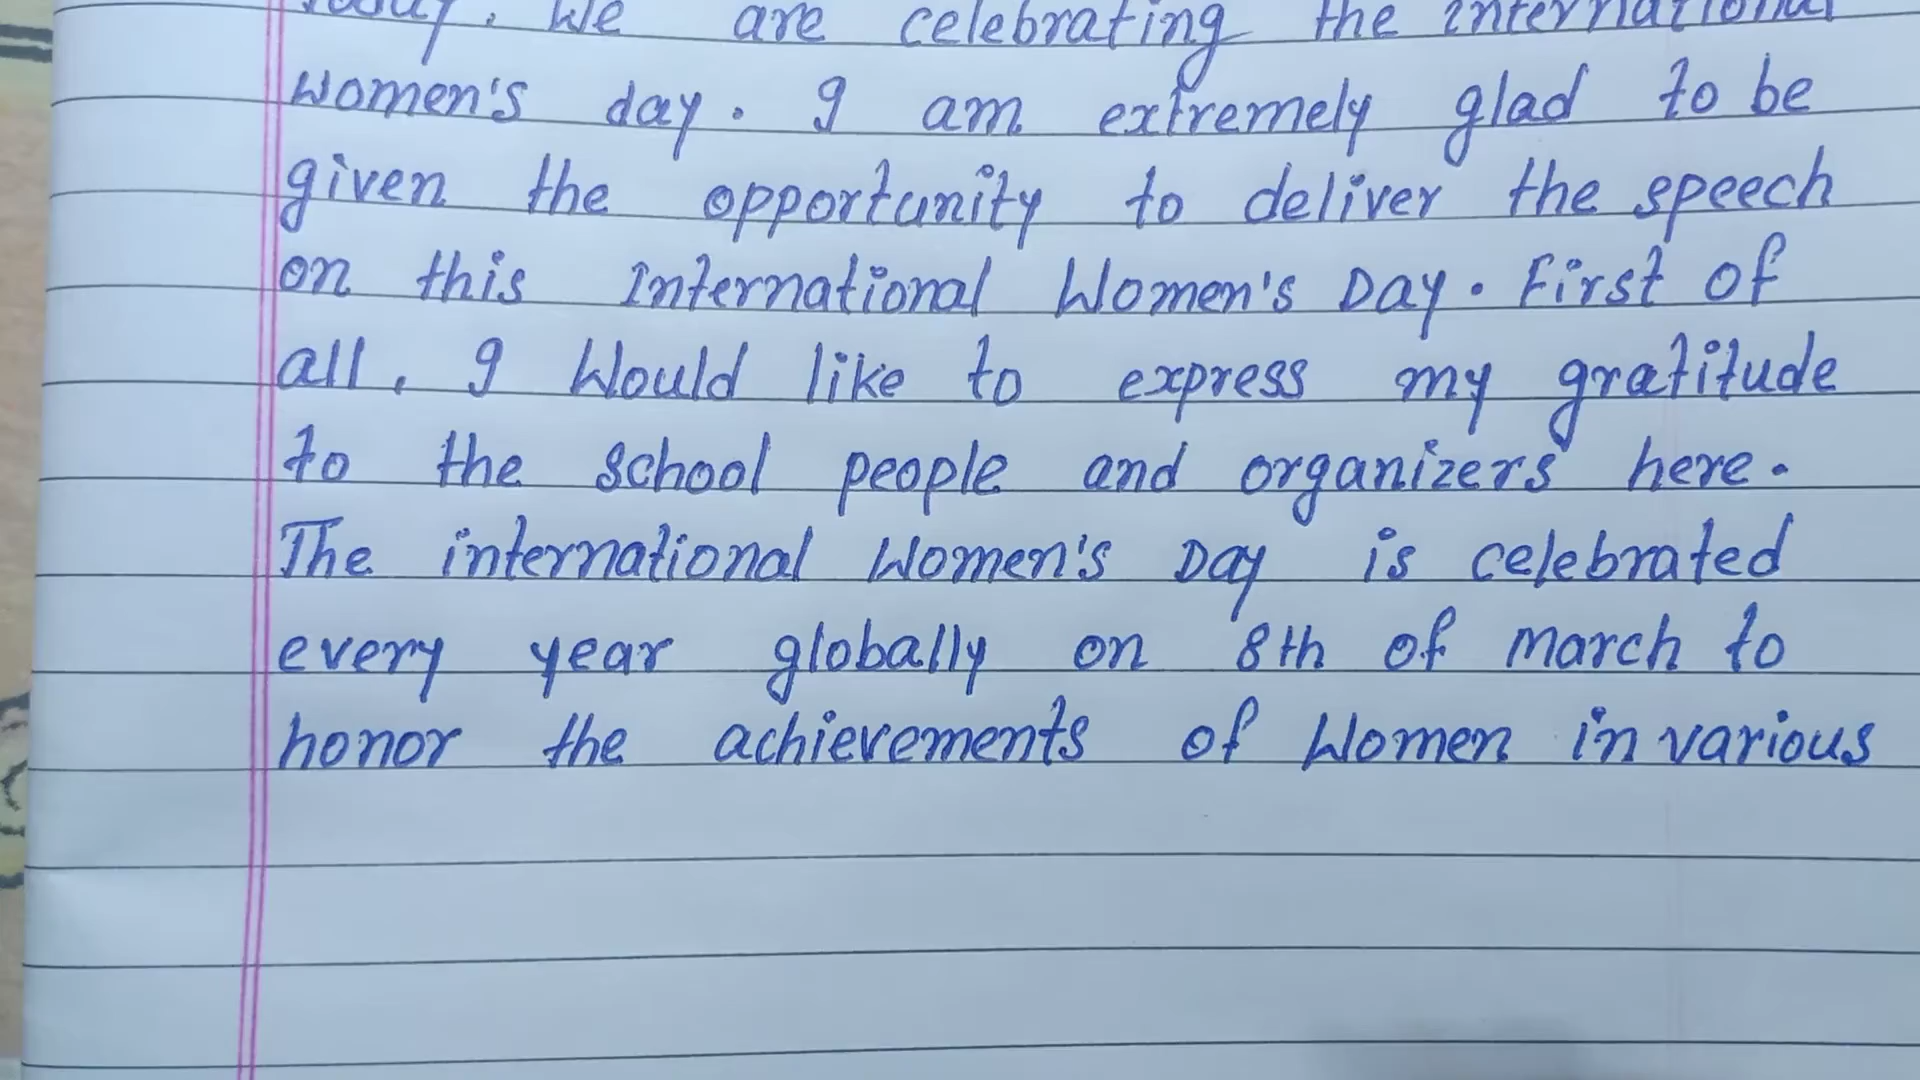 Today, We are celebrating the international
Women's day. I am extremely glad to be
given the opportunity to deliver the speech
on this International Women's Day. First of
all, I Would like to express my gratitude
to the school people and organizers here.
The international Women's Day is celebrated
every year globally on 8th of march to
honor the achievements of Women in various